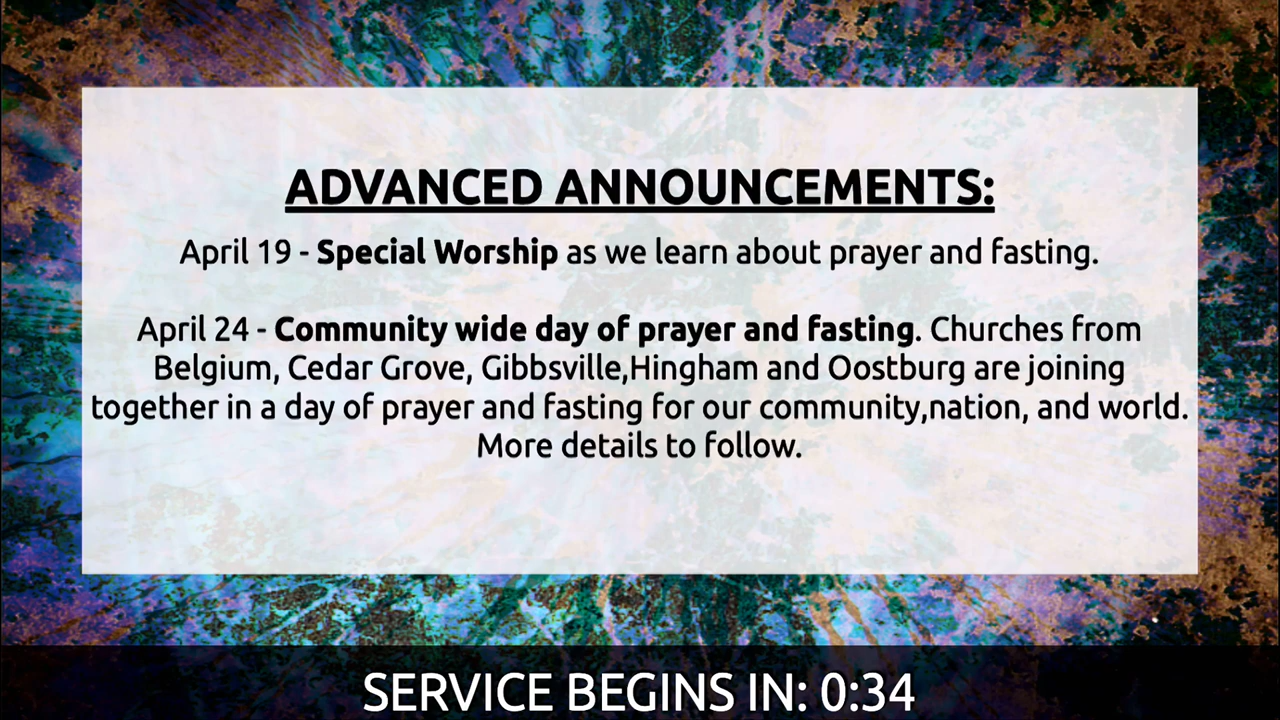 ADVANCED ANNOUNCEMENTS:
April 19 - Special Worship as we learn about prayer and fasting.
April 24 - Community wide day of prayer and fasting. Churches from
Belgium, Cedar Grove, Gibbsville,Hingham and Oostburg are joining
together in a day of prayer and fasting for our community,nation, and world.
More details to follow.
SERVICE BEGINS IN: 0:34